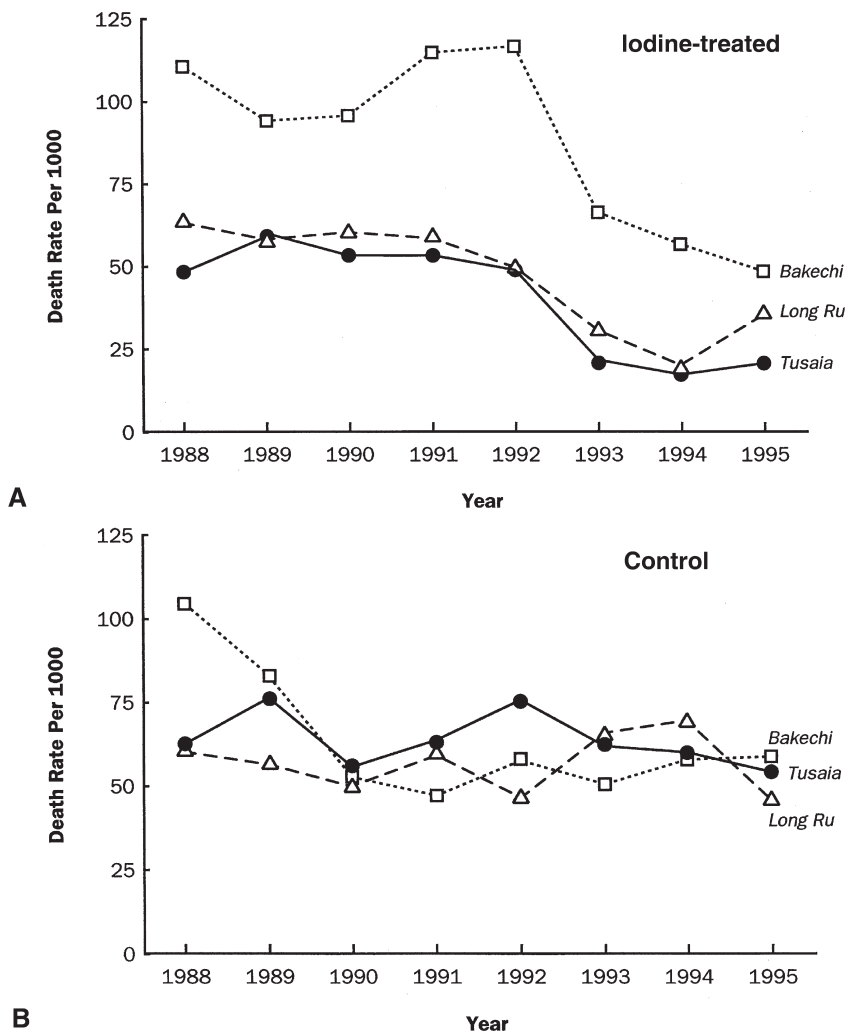 125
Iodine-treated
100
75
50
25
0
Death Rate Per 1000
Bakechi
Long Ru
Tusaia
1988 1989 1990 1991 1992 1993 1994 1995
A
Year
125
Control
100
75
50
25
0
Death Rate Per 1000
Bakechi
Tusaia
Long Ru
1988 1989 1990 1991 1992 1993 1994 1995
B
Year